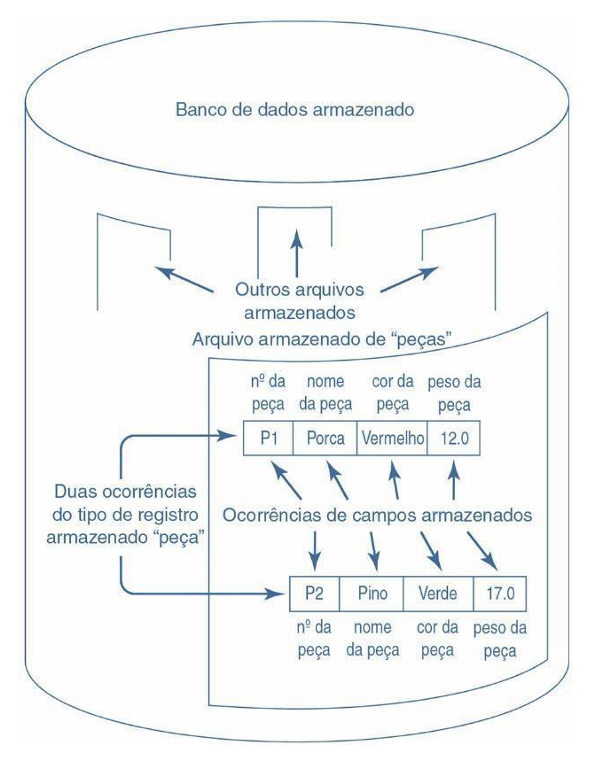 Banco de dados armazenado
Outros arquivos
armazenados
Arquivo armazenado de “peças”
nº da nome cor da peso da
peça da peça peça peça
P1 Porca Vermelho 12.0
Duas ocorrências
do tipo de registro
armazenado “peça”
Ocorrências de campos armazenados
P2 Pino Verde 17.0
nº da nome cor da peso da
peça da peça peça peça